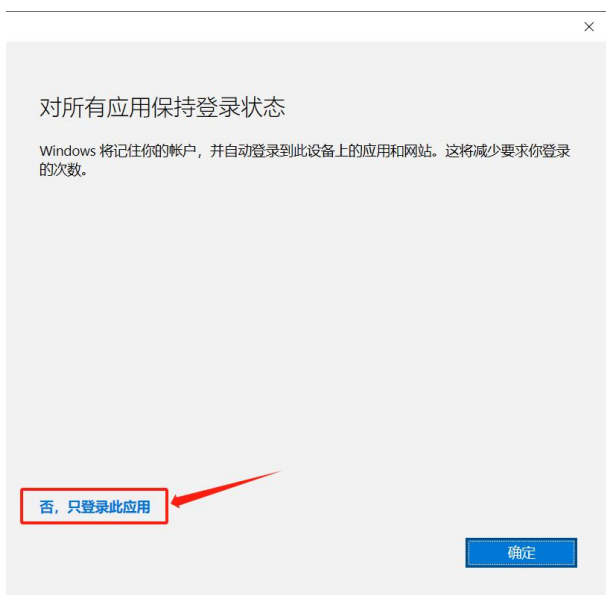 对所有应用保持登录状态
Windows 将记住你的帐户，并自动登录到此设备上的应用和网站。这将减少要求你登录
的次数。
否，只登录此应用
确定